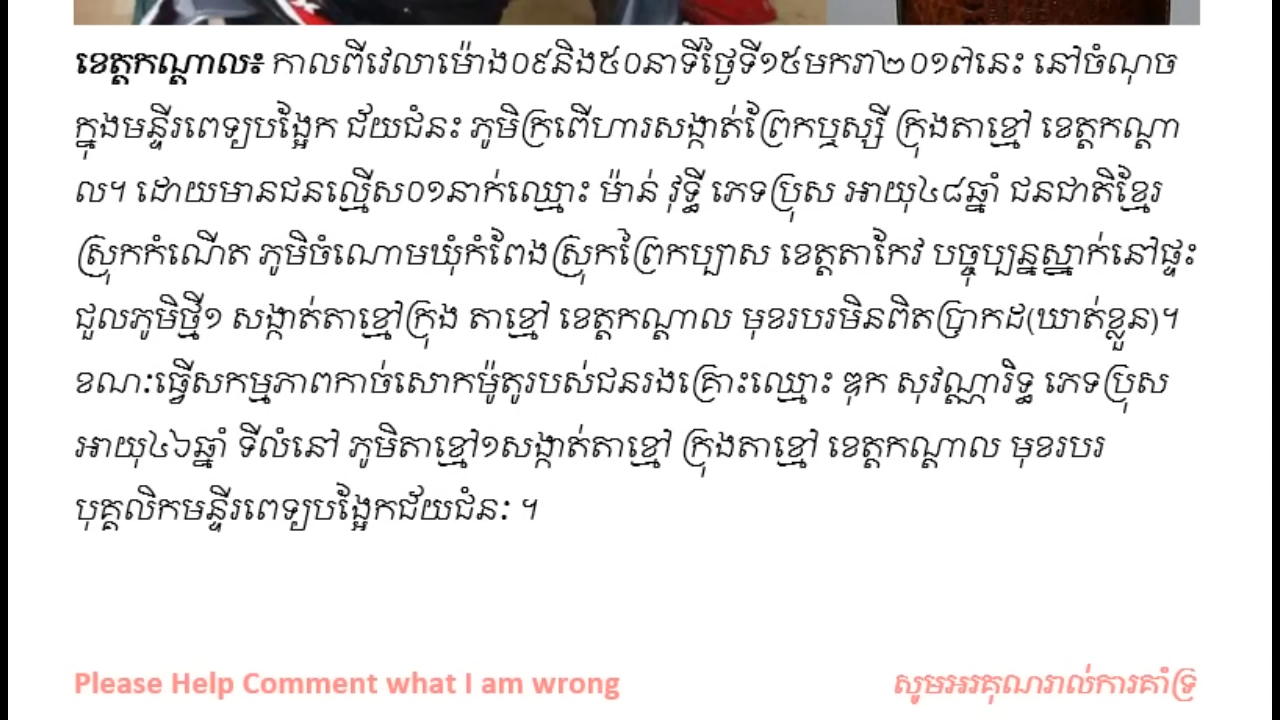 ខេត្តកណ្ដាល៖ កាលពីវេលាម៉ោង០៩និង៥០នាទីថ្ងៃទី១៥មករា២០១៧នេះ នៅចំណុច
ក្នុងមន្ទីរពេទ្យបង្អែក ជ័យជំនះ ភូមិក្រពើហារសង្កាត់ព្រែកឬស្សី ក្រុងតាខ្មៅ ខេត្តកណ្ដា
ល។ ដោយមានជនល្មើស០១នាក់ឈ្មោះ ម៉ាន់ វុទ្ធី ភេទប្រុស អាយុ៤៨ឆ្នាំ ជនជាតិខ្មែរ
ស្រុកកំណើត ភូមិចំណោមឃុំកំពែងស្រុកព្រៃកប្បាស ខេត្តតាកែវ បច្ចុប្បន្នស្នាក់នៅផ្ទះ
ជួលភូមិថ្មី១ សង្កាត់តាខ្មៅក្រុង តាខ្មៅ ខេត្តកណ្ដាល មុខរបរមិនពិតប្រាកដ(ឃាត់ខ្លួន)។
ខណៈធ្វើសកម្មភាពកាច់សោកម៉ូតូរបស់ជនរងគ្រោះឈ្មោះ ឌុក សុវណ្ណារិទ្ធ ភេទប្រុស
អាយុ៤៦ឆ្នាំ ទីលំនៅ ភូមិតាខ្មៅ១សង្កាត់តាខ្មៅ ក្រុងតាខ្មៅ ខេត្តកណ្ដាល មុខរបរ
បុគ្គលិកមន្ទីរពេទ្យបង្អែកជ័យជំនៈ ។
Please Help Comment what I am wrong
សូមអរគុណរាល់ការគាំទ្រ